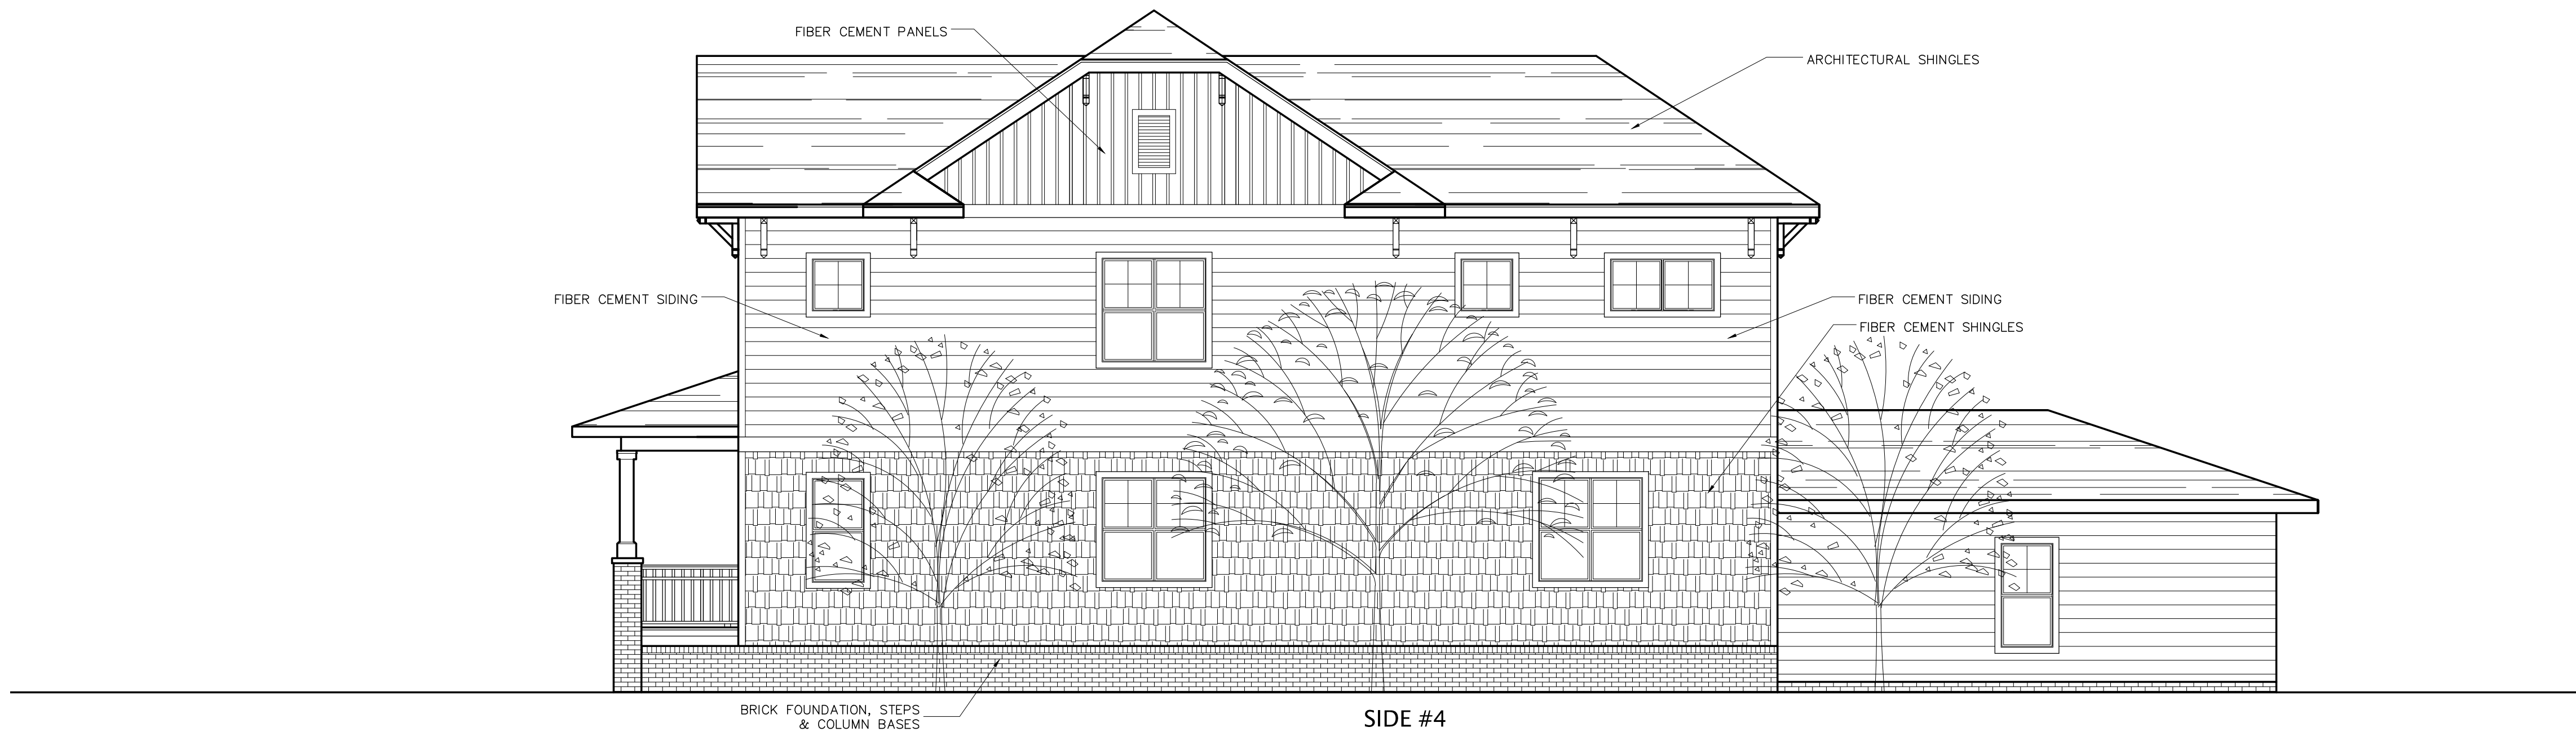 FIBER CEMENT PANELS
ARCHITECTURAL SHINGLES
FIBER CEMENT SIDING
FIBER CEMENT SIDING
FIBER CEMENT SHINGLES
BRICK FOUNDATION, STEPS
& COLUMN BASES
SIDE #4